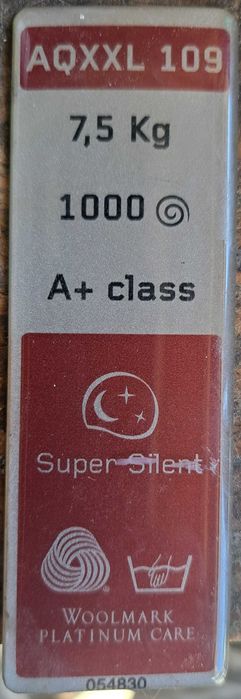 AQXXL 109
7,5 Kg
1000
A+ class
Super Silent
WOOLMARK
PLATINUM CARE
054830